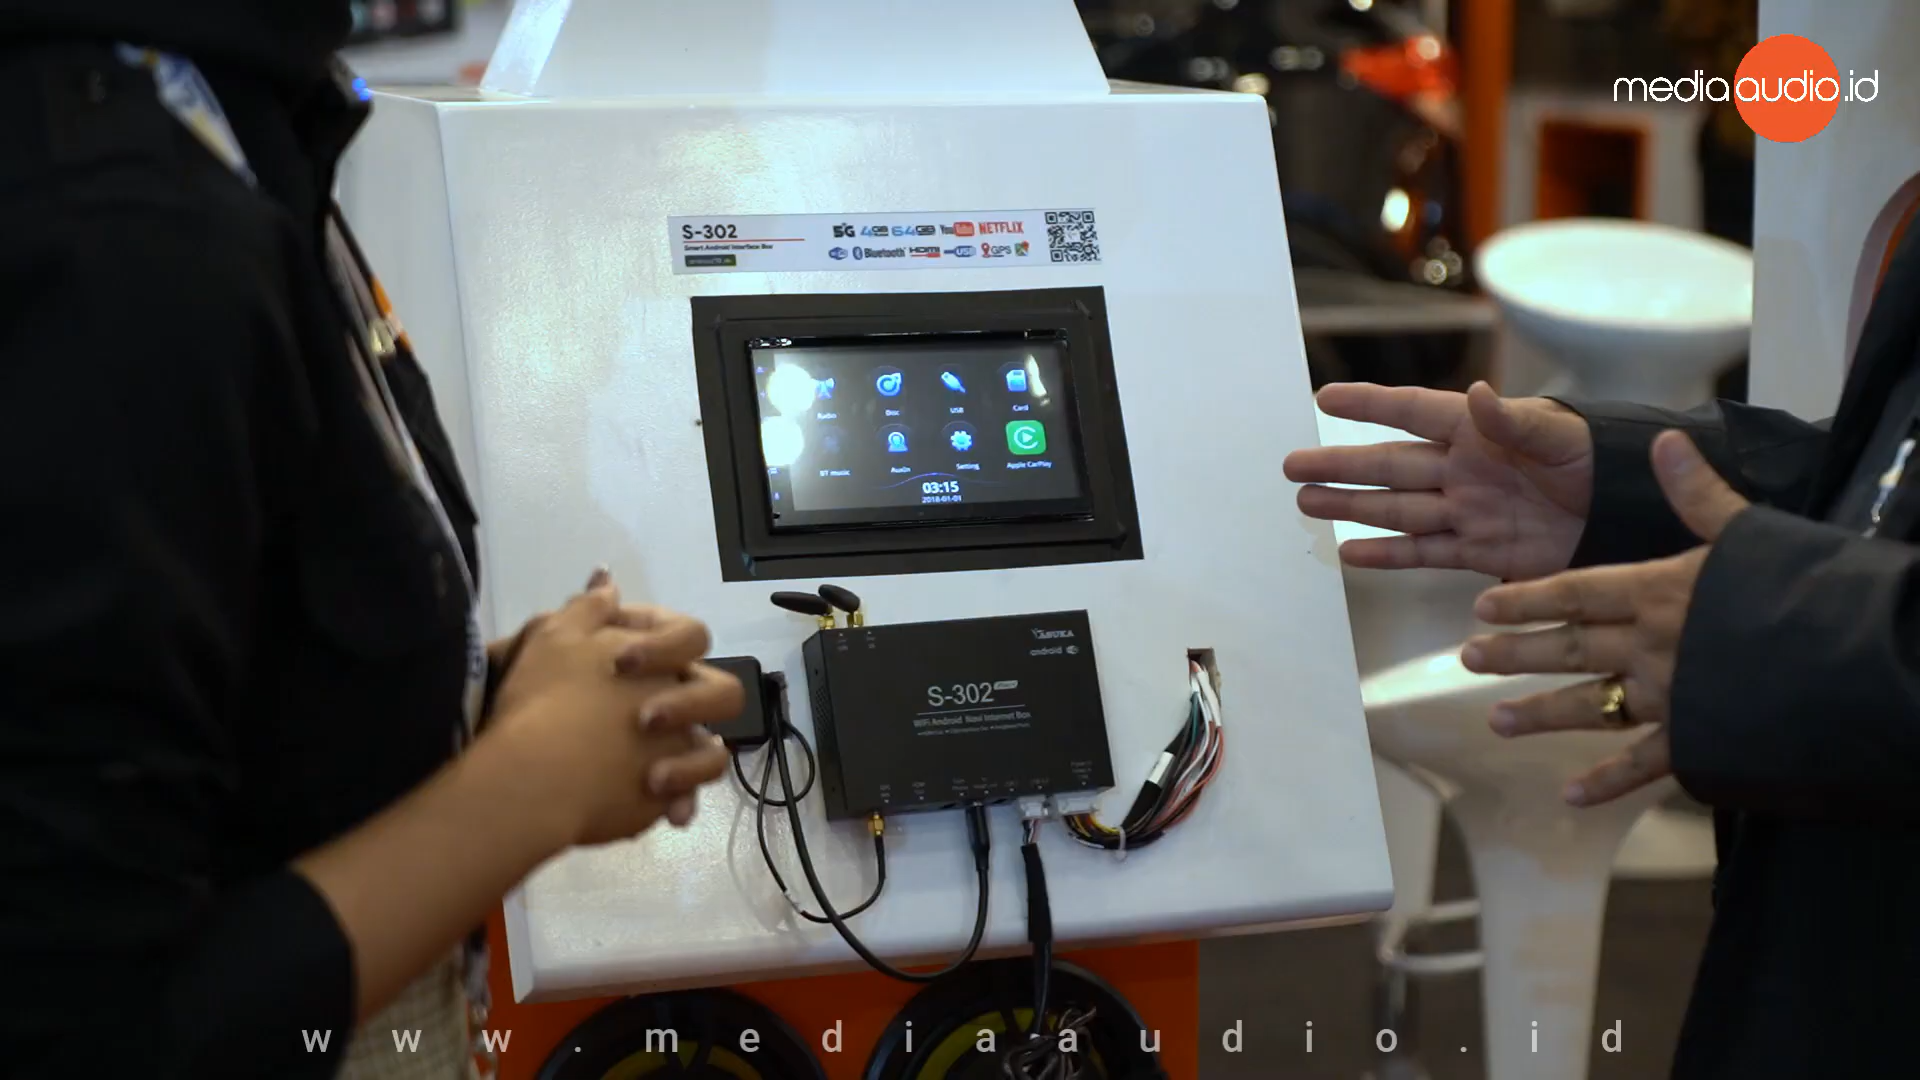 mediaaudio.id
S-302
Smart Android Interface Box
5G 4GB 64GB YouTube NETFLIX
Bluetooth HDMI USB GPS
Radio Disc USB Card
BT music AuxIn Setting Apple CarPlay
03:15
2018-01-01
YASUKA
android
S-302
WiFi Android Navi Internet Box
www.mediaaudio.id